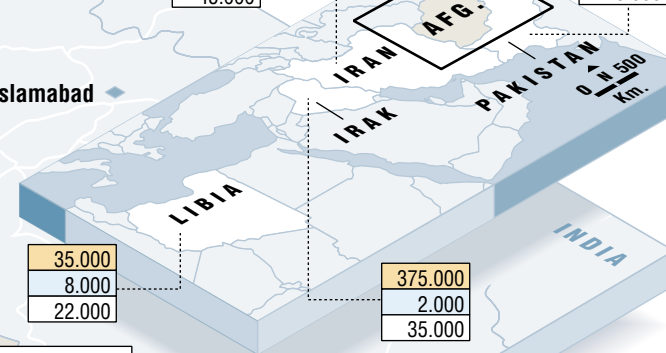 AFG.
IRAN
PAKISTAN
0 N 500
Km.
slamabad
IRAK
LIBIA
INDIA
35.000
8.000
22.000
375.000
2.000
35.000